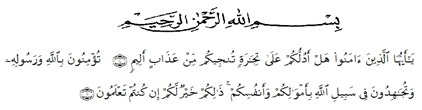 بِسْمِ اللَّهِ الرَّحْمَٰنِ الرَّحِيمِ
يَٰٓأَيُّهَا ٱلَّذِينَ ءَامَنُوا۟ هَلْ أَدُلُّكُمْ عَلَىٰ تِجَٰرَةٍ تُنجِيكُم مِّنْ عَذَابٍ أَلِيمٍ تُؤْمِنُونَ بِٱللَّهِ وَرَسُولِهِۦ
وَتُجَٰهِدُونَ فِى سَبِيلِ ٱللَّهِ بِأَمْوَٰلِكُمْ وَأَنفُسِكُمْ ۚ ذَٰلِكُمْ خَيْرٌ لَّكُمْ إِن كُنتُمْ تَعْلَمُونَ